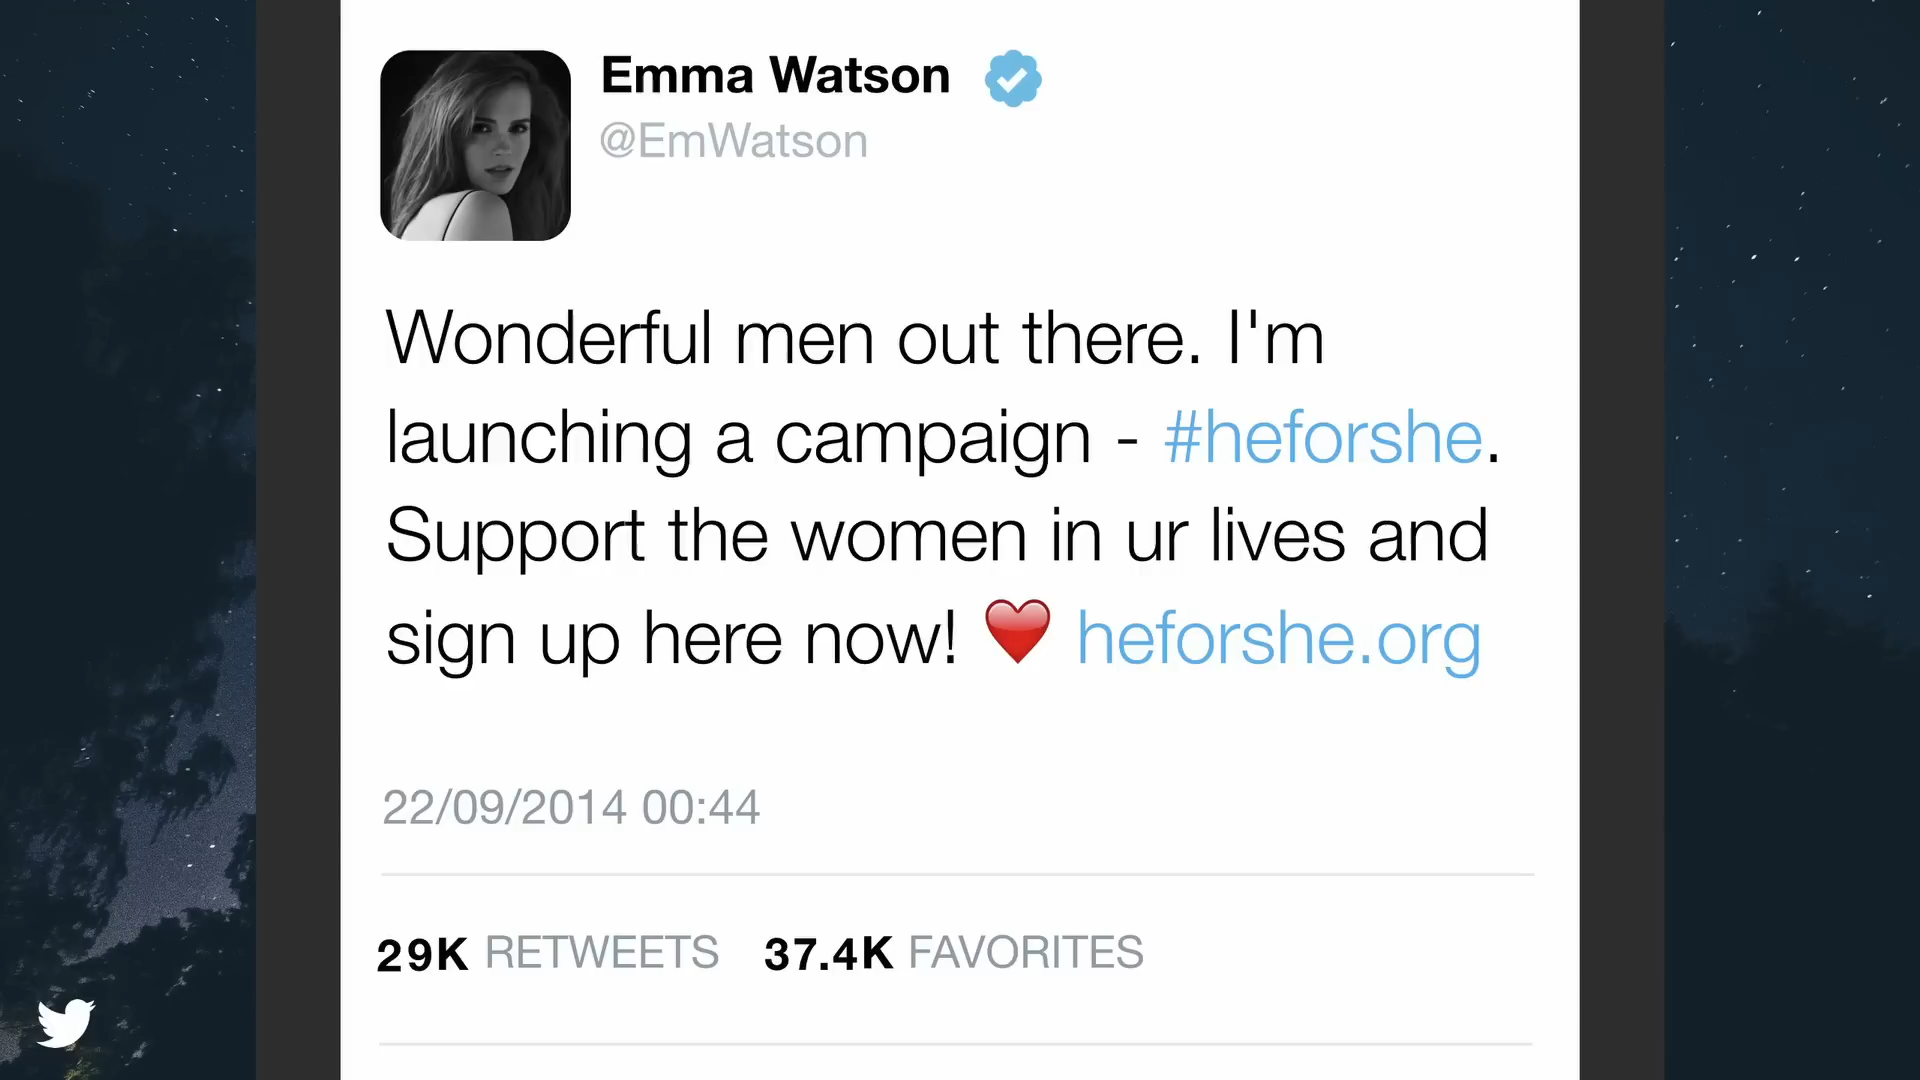 Emma Watson
@EmWatson
Wonderful men out there. I'm
launching a campaign - #heforshe.
Support the women in ur lives and
sign up here now! ❤️ heforshe.org
22/09/2014 00:44
29K RETWEETS 37.4K FAVORITES